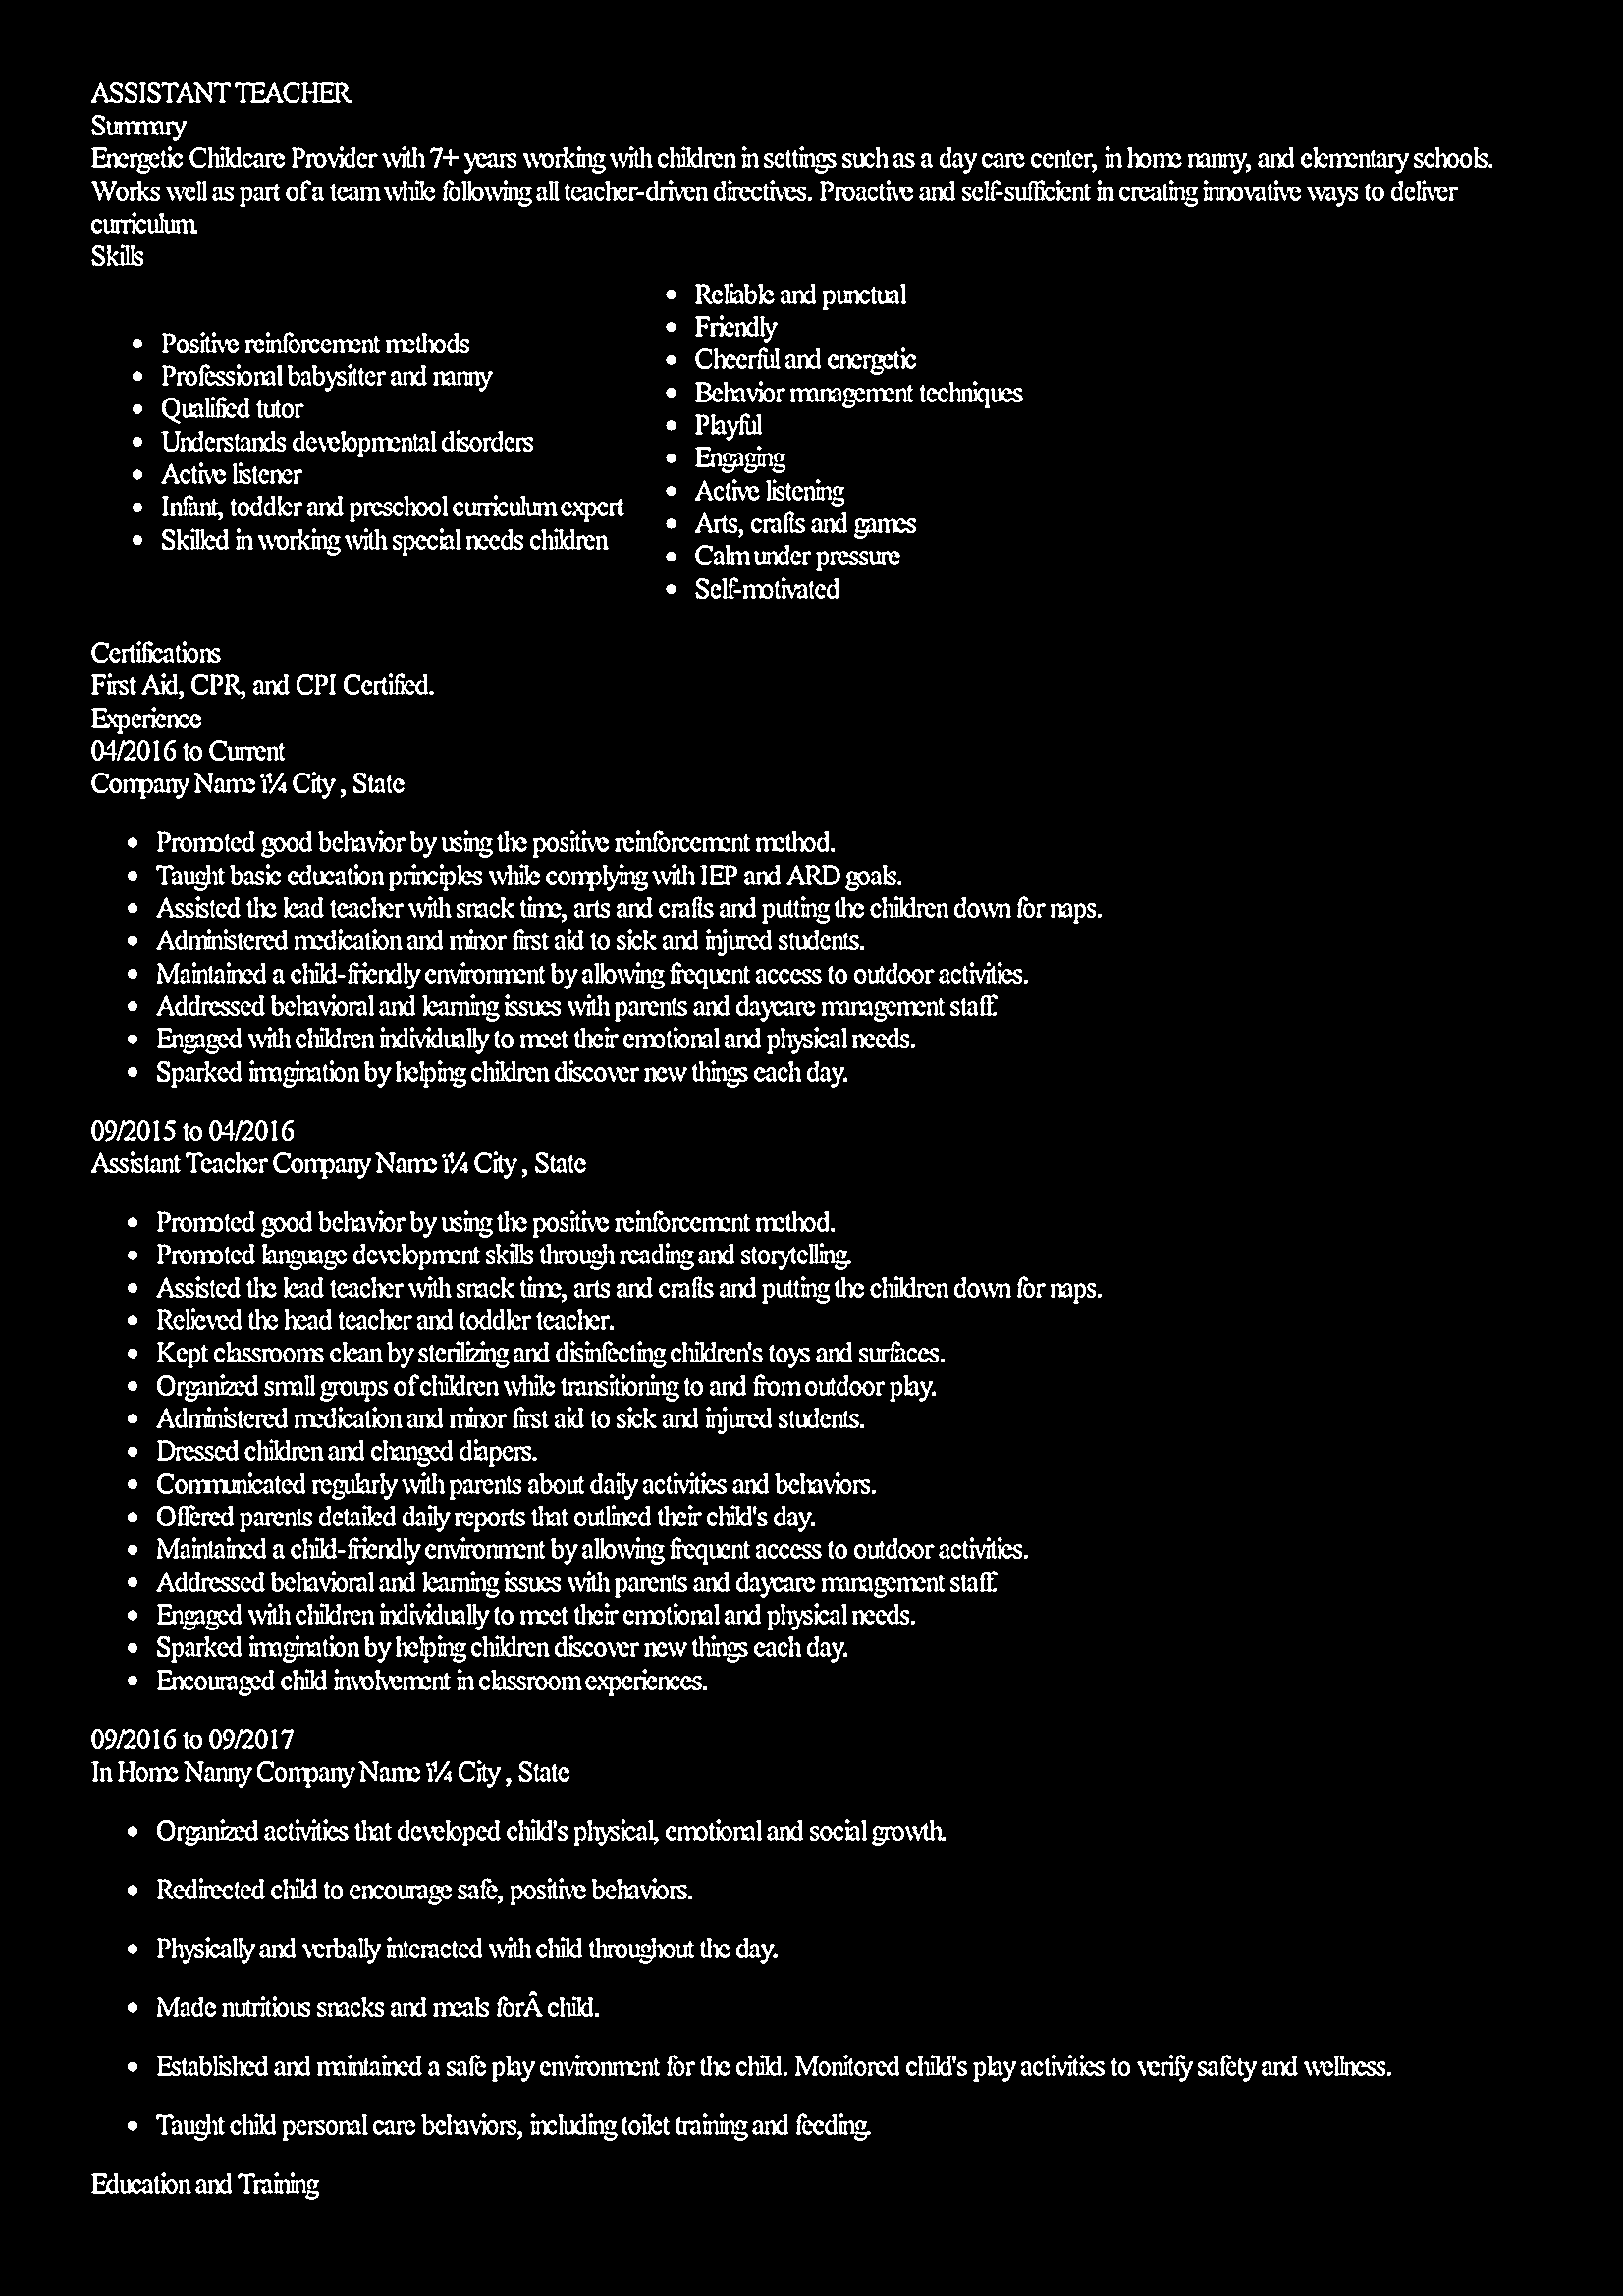 ASSISTANT TEACHER
Summary
Energetic Childcare Provider with 7+ years working with children in settings such as a day care center, in home nanny, and elementary schools.
Works well as part of a team while following all teacher-driven directives. Proactive and self-sufficient in creating innovative ways to deliver
curriculum.
Skills
Positive reinforcement methods
Professional babysitter and nanny
Qualified tutor
Understands developmental disorders
Active listener
Infant, toddler and preschool curriculum expert
Skilled in working with special needs children
Reliable and punctual
Friendly
Cheerful and energetic
Behavior management techniques
Playful
Engaging
Active listening
Arts, crafts and games
Calm under pressure
Self-motivated
Certifications
First Aid, CPR, and CPI Certified.
Experience
04/2016 to Current
Company Name ï¼ City , State
Promoted good behavior by using the positive reinforcement method.
Taught basic education principles while complying with IEP and ARD goals.
Assisted the lead teacher with snack time, arts and crafts and putting the children down for naps.
Administered medication and minor first aid to sick and injured students.
Maintained a child-friendly environment by allowing frequent access to outdoor activities.
Addressed behavioral and learning issues with parents and daycare management staff.
Engaged with children individually to meet their emotional and physical needs.
Sparked imagination by helping children discover new things each day.
09/2015 to 04/2016
Assistant Teacher Company Name ï¼ City , State
Promoted good behavior by using the positive reinforcement method.
Promoted language development skills through reading and storytelling.
Assisted the lead teacher with snack time, arts and crafts and putting the children down for naps.
Relieved the head teacher and toddler teacher.
Kept classrooms clean by sterilizing and disinfecting children's toys and surfaces.
Organized small groups of children while transitioning to and from outdoor play.
Administered medication and minor first aid to sick and injured students.
Dressed children and changed diapers.
Communicated regularly with parents about daily activities and behaviors.
Offered parents detailed daily reports that outlined their child's day.
Maintained a child-friendly environment by allowing frequent access to outdoor activities.
Addressed behavioral and learning issues with parents and daycare management staff.
Engaged with children individually to meet their emotional and physical needs.
Sparked imagination by helping children discover new things each day.
Encouraged child involvement in classroom experiences.
09/2016 to 09/2017
In Home Nanny Company Name ï¼ City , State
Organized activities that developed child's physical, emotional and social growth.
Redirected child to encourage safe, positive behaviors.
Physically and verbally interacted with child throughout the day.
Made nutritious snacks and meals forÂ child.
Established and maintained a safe play environment for the child. Monitored child's play activities to verify safety and wellness.
Taught child personal care behaviors, including toilet training and feeding.
Education and Training